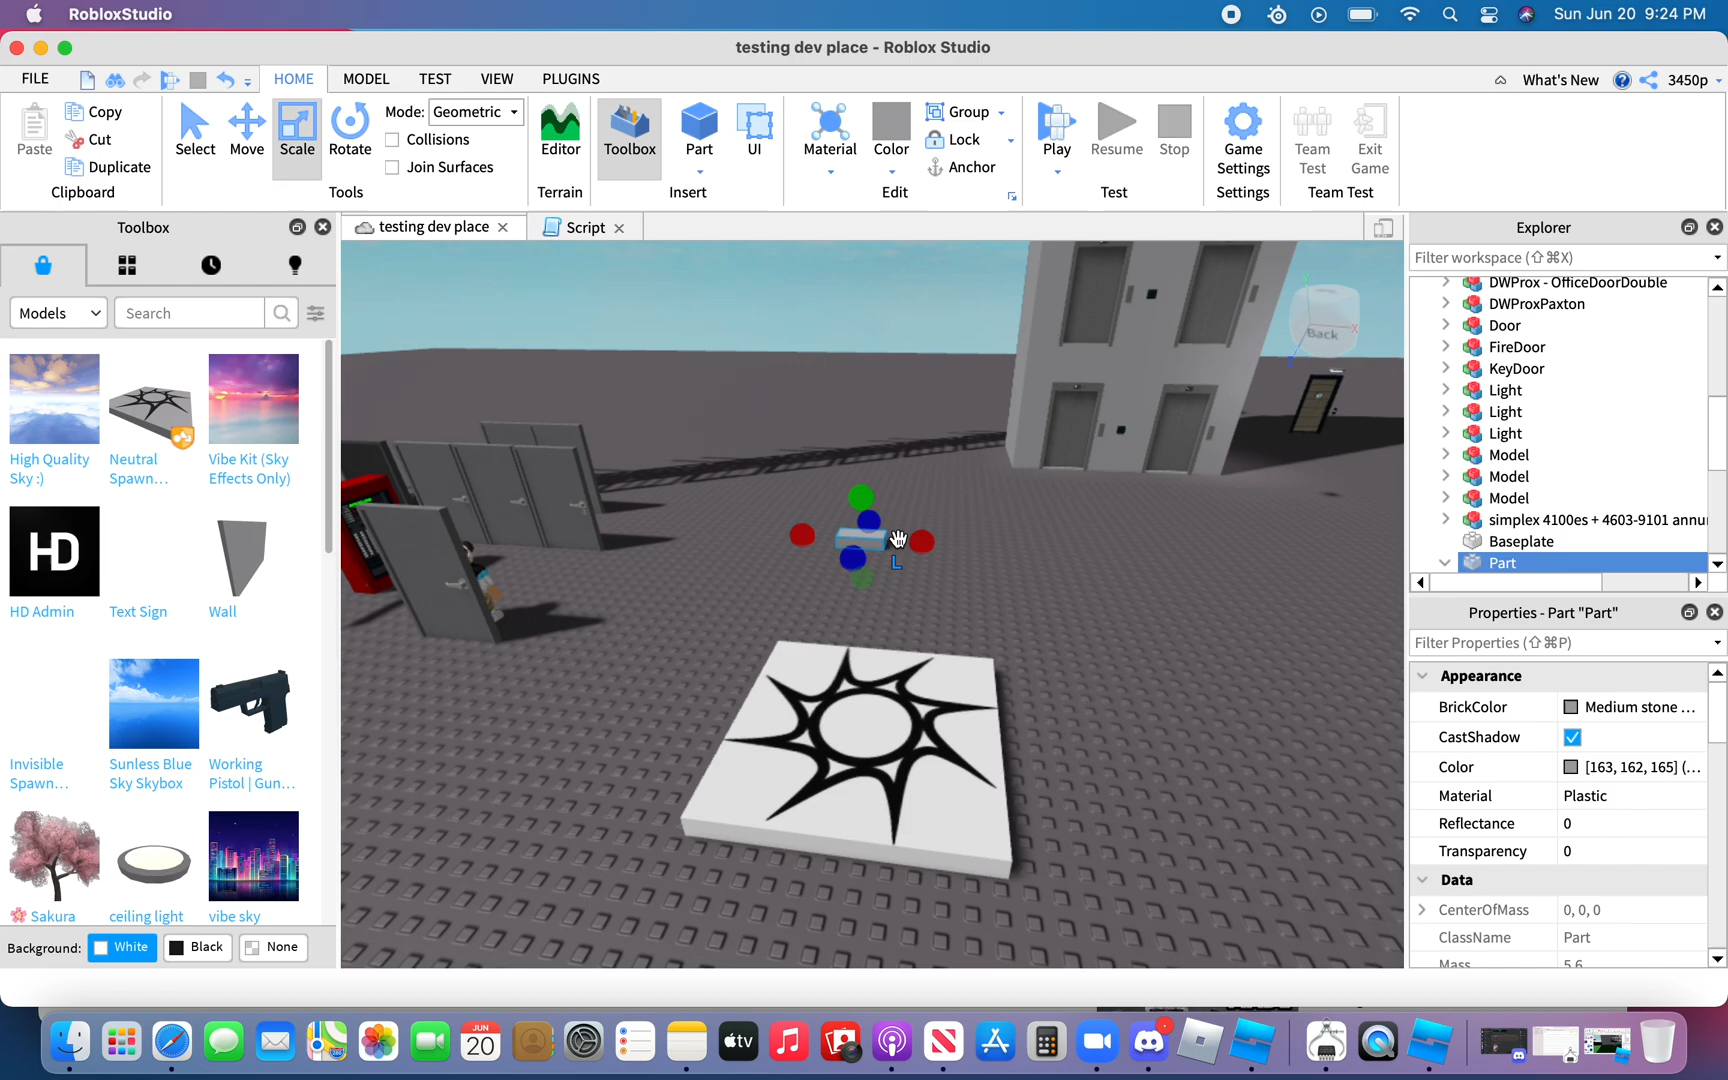 RobloxStudio
Sun Jun 20 9:24 PM
testing dev place - Roblox Studio
FILE HOME MODEL TEST VIEW PLUGINS What's New 3450p
Paste Copy Cut Duplicate
Clipboard
Select Move Scale Rotate
Mode: Geometric
Collisions
Join Surfaces
Tools
Editor
Terrain
Toolbox Part UI
Insert
Material Color
Group
Lock
Anchor
Edit
Play Resume Stop
Test
Game Settings
Settings
Team Test
Exit Game
Team Test
Toolbox
testing dev place
Script
Models
Search
High Quality Sky :)
Neutral Spawn...
Vibe Kit (Sky Effects Only)
HD
HD Admin
Text Sign
Wall
Invisible Spawn...
Sunless Blue Sky Skybox
Working Pistol | Gun...
🌸 Sakura
ceiling light
vibe sky
Background: White Black None
Back
X
L
Explorer
Filter workspace (⇧⌘X)
DWProx - OfficeDoorDouble
DWProxPaxton
Door
FireDoor
KeyDoor
Light
Light
Light
Model
Model
Model
simplex 4100es + 4603-9101 annu
Baseplate
Part
Properties - Part "Part"
Filter Properties (⇧⌘P)
Appearance
BrickColor Medium stone ...
CastShadow
Color [163, 162, 165] (...
Material Plastic
Reflectance 0
Transparency 0
Data
CenterOfMass 0, 0, 0
ClassName Part
Mass 5.6
JUN
20
tv